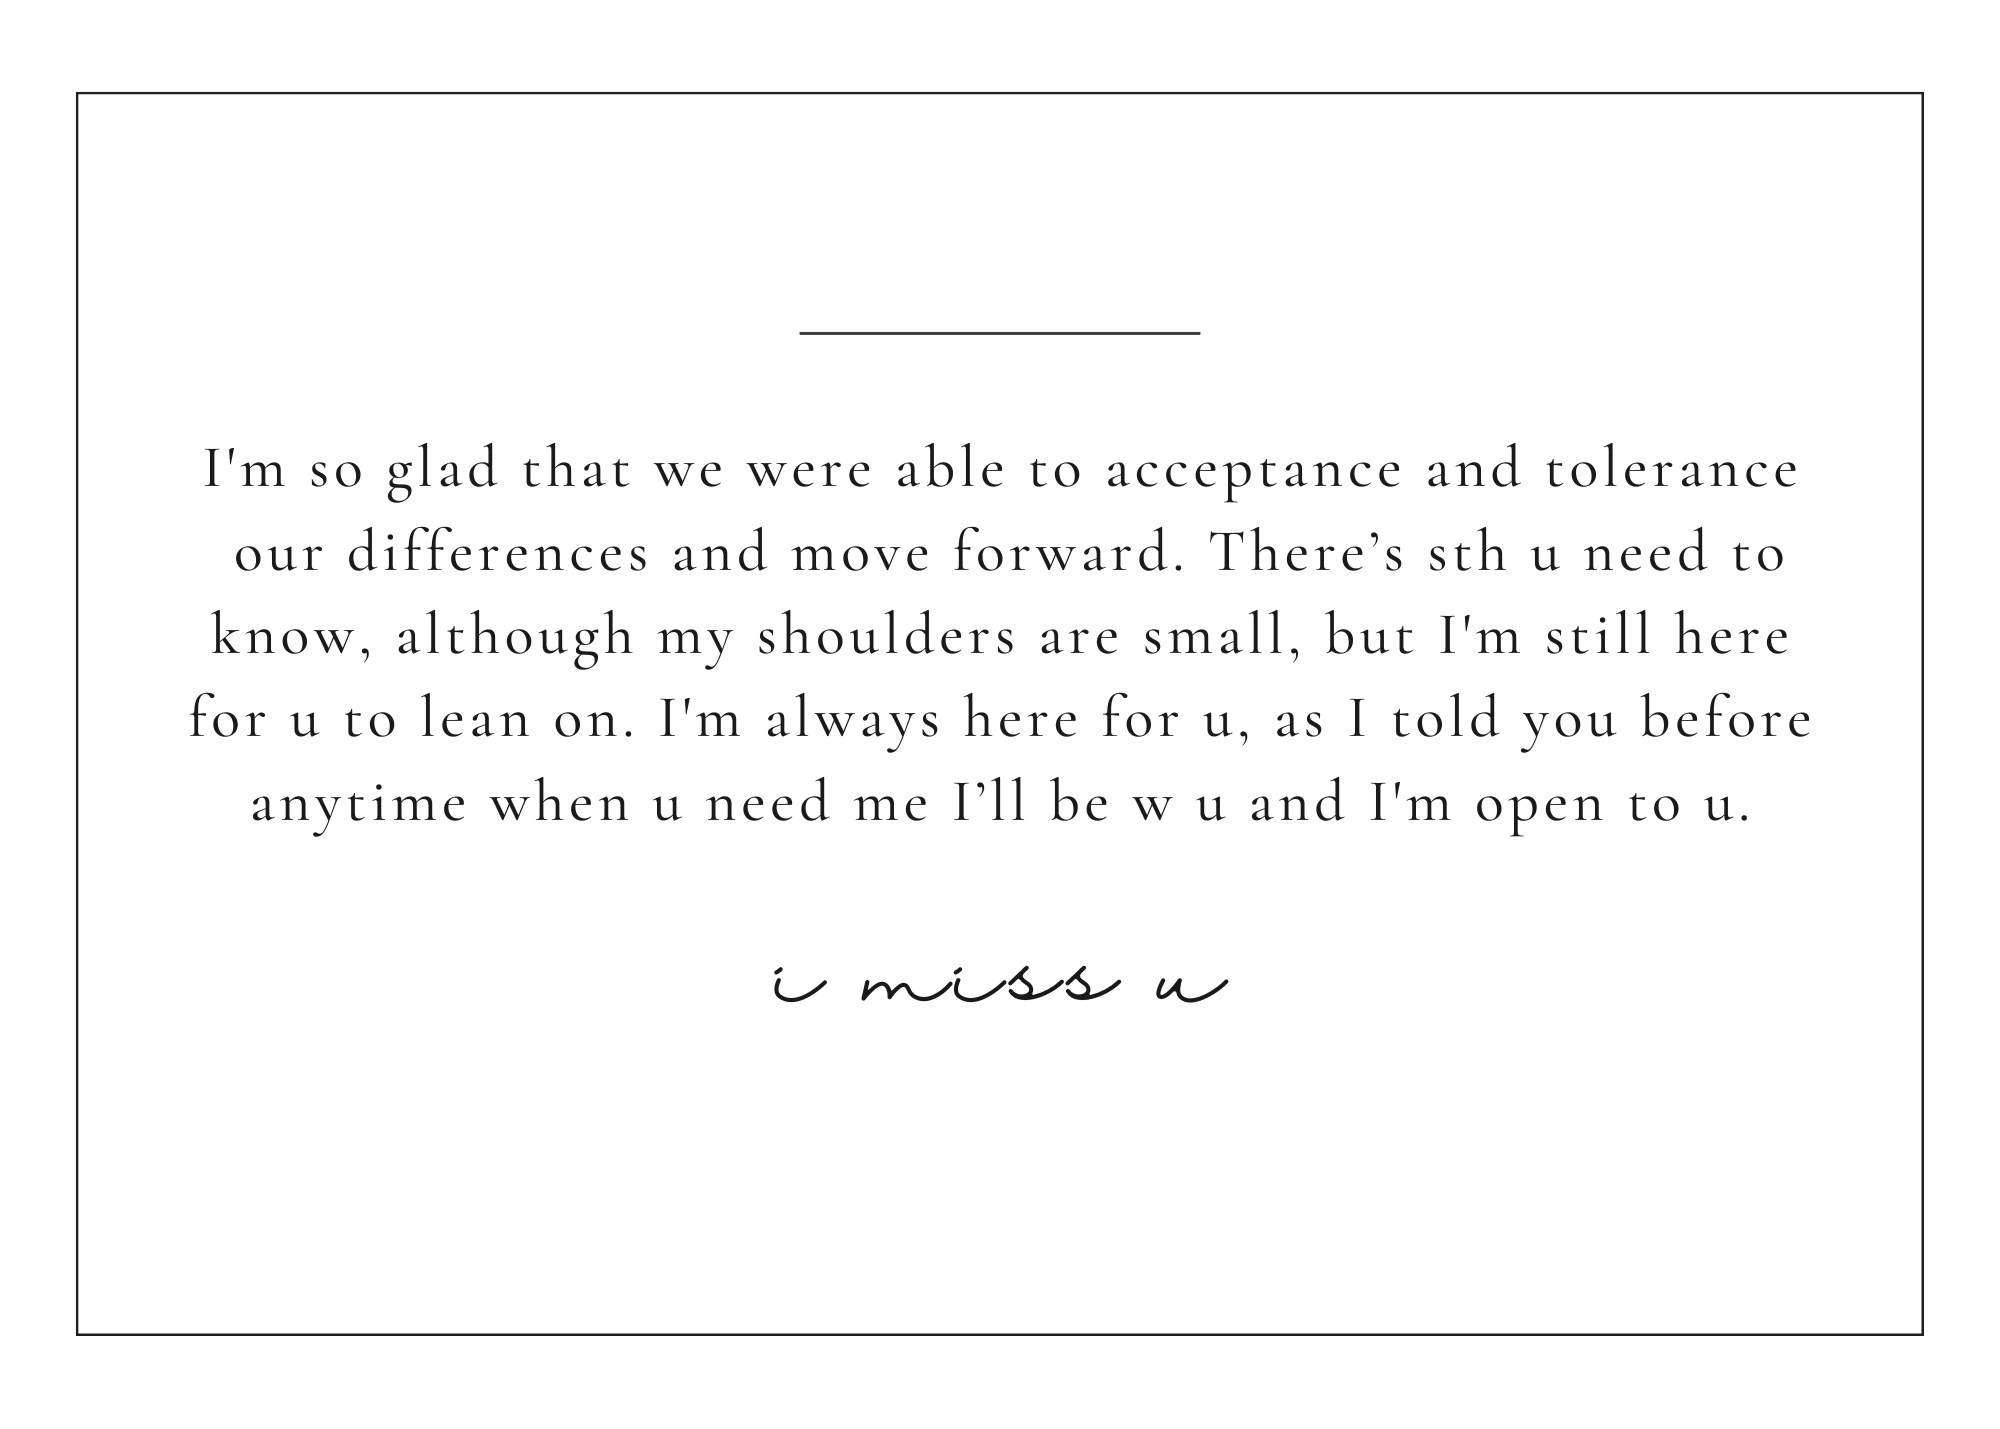 I'm so glad that we were able to acceptance and tolerance
our differences and move forward. There’s sth u need to
know, although my shoulders are small, but I'm still here
for u to lean on. I'm always here for u, as I told you before
anytime when u need me I’ll be w u and I'm open to u.
i miss u